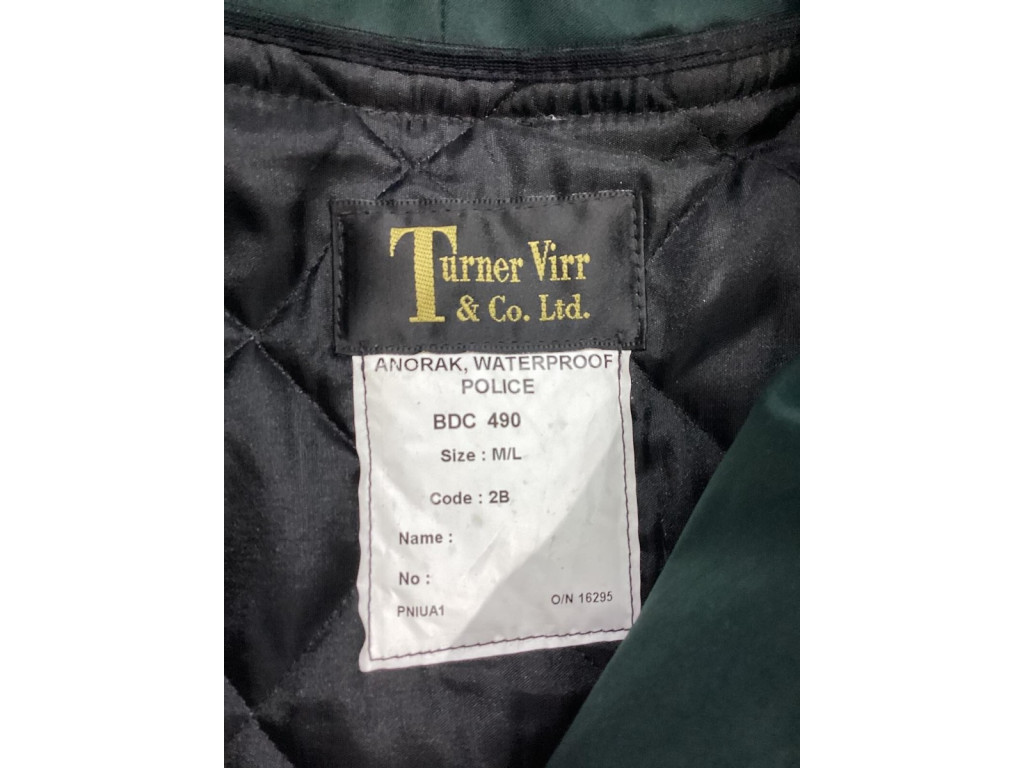 Turner Virr
& Co. Ltd.
ANORAK, WATERPROOF
POLICE
BDC 490
Size : M/L
Code : 2B
Name :
No :
PNIUA1
O/N 16295